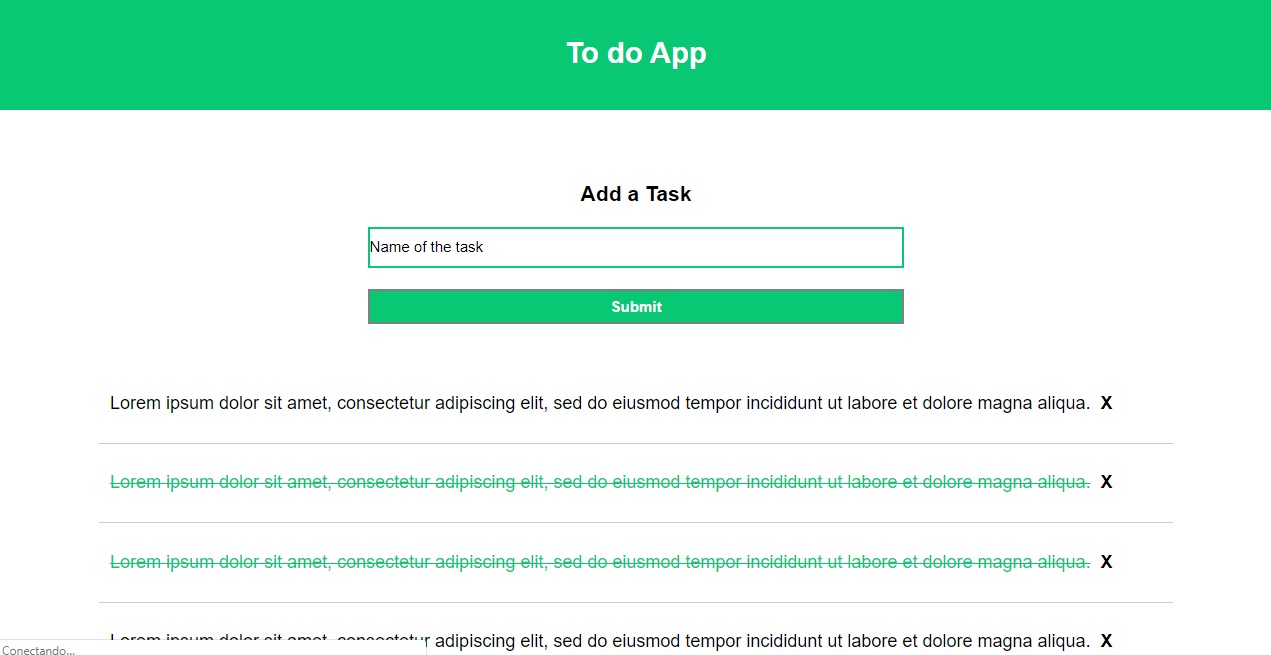 To do App
Add a Task
Name of the task
Submit
Lorem ipsum dolor sit amet, consectetur adipiscing elit, sed do eiusmod tempor incididunt ut labore et dolore magna aliqua. X
Lorem ipsum dolor sit amet, consectetur adipiscing elit, sed do eiusmod tempor incididunt ut labore et dolore magna aliqua. X
Lorem ipsum dolor sit amet, consectetur adipiscing elit, sed do eiusmod tempor incididunt ut labore et dolore magna aliqua. X
Lorem ipsum dolor sit amet, consectetur adipiscing elit, sed do eiusmod tempor incididunt ut labore et dolore magna aliqua. X
Conectando...